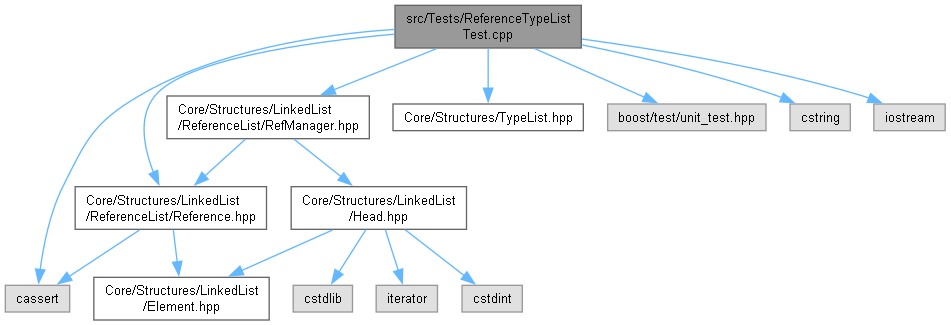 src/Tests/ReferenceTypeList
Test.cpp
Core/Structures/LinkedList
/ReferenceList/RefManager.hpp
Core/Structures/TypeList.hpp
boost/test/unit_test.hpp
cstring
iostream
Core/Structures/LinkedList
/ReferenceList/Reference.hpp
Core/Structures/LinkedList
/Head.hpp
cassert
Core/Structures/LinkedList
/Element.hpp
cstdlib
iterator
cstdint